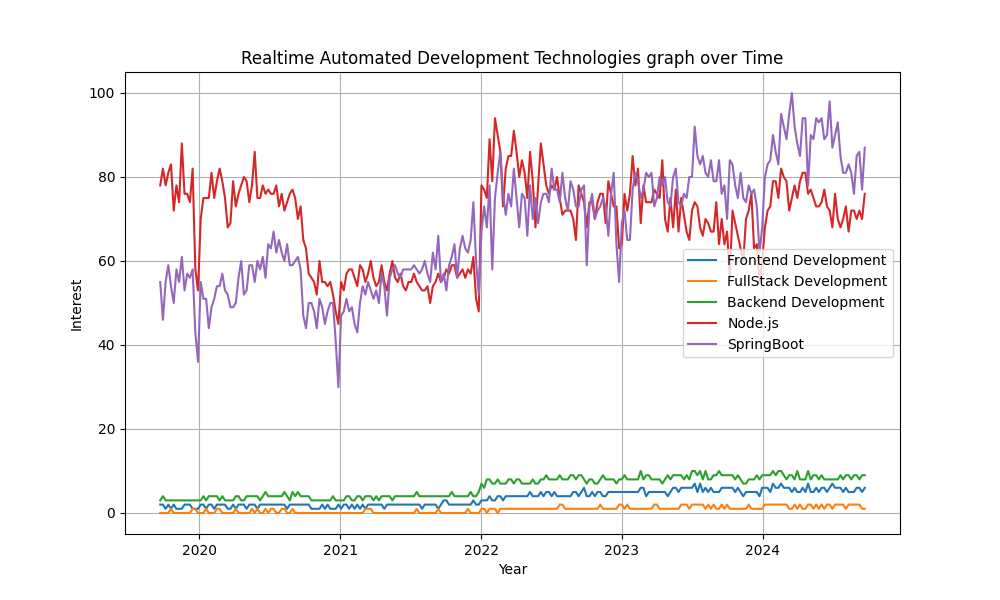 Realtime Automated Development Technologies graph over Time
100
80
60
40
20
0
Interest
Frontend Development
FullStack Development
Backend Development
Node.js
SpringBoot
2020 2021 2022 2023 2024
Year